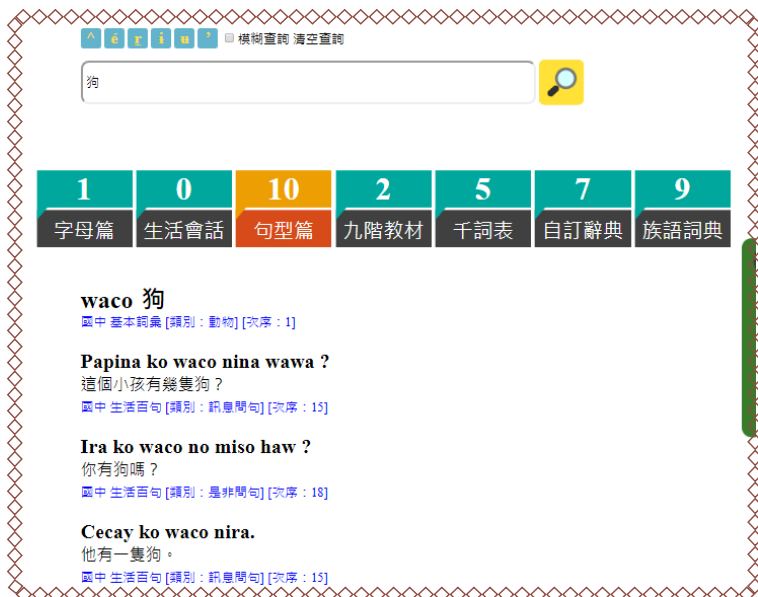 ^ é ṟ ɨ ʉ ’ 模糊查詢 清空查詢
狗
1 0 10 2 5 7 9
字母篇 生活會話 句型篇 九階教材 千詞表 自訂辭典 族語詞典
waco 狗
國中 基本詞彙 [類別：動物] [次序：1]
Papina ko waco nina wawa ?
這個小孩有幾隻狗？
國中 生活百句 [類別：訊息問句] [次序：15]
Ira ko waco no miso haw ?
你有狗嗎？
國中 生活百句 [類別：是非問句] [次序：18]
Cecay ko waco nira.
他有一隻狗。
國中 生活百句 [類別：訊息問句] [次序：15]